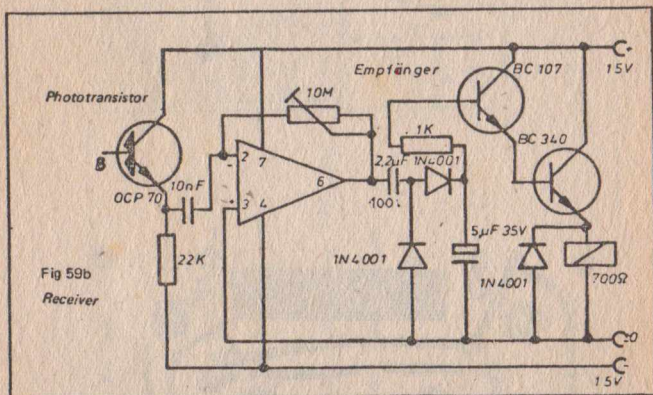 Empfänger
BC 107
+
15V
Phototransistor
10M
BC 340
B
1K
2
7
2,2µF 1N4001
10nF
-
6
OCP 70
3
4
100V
5µF 35V
22K
1N4001
1N4001
700Ω
Fig 59b
Receiver
0
-
15V